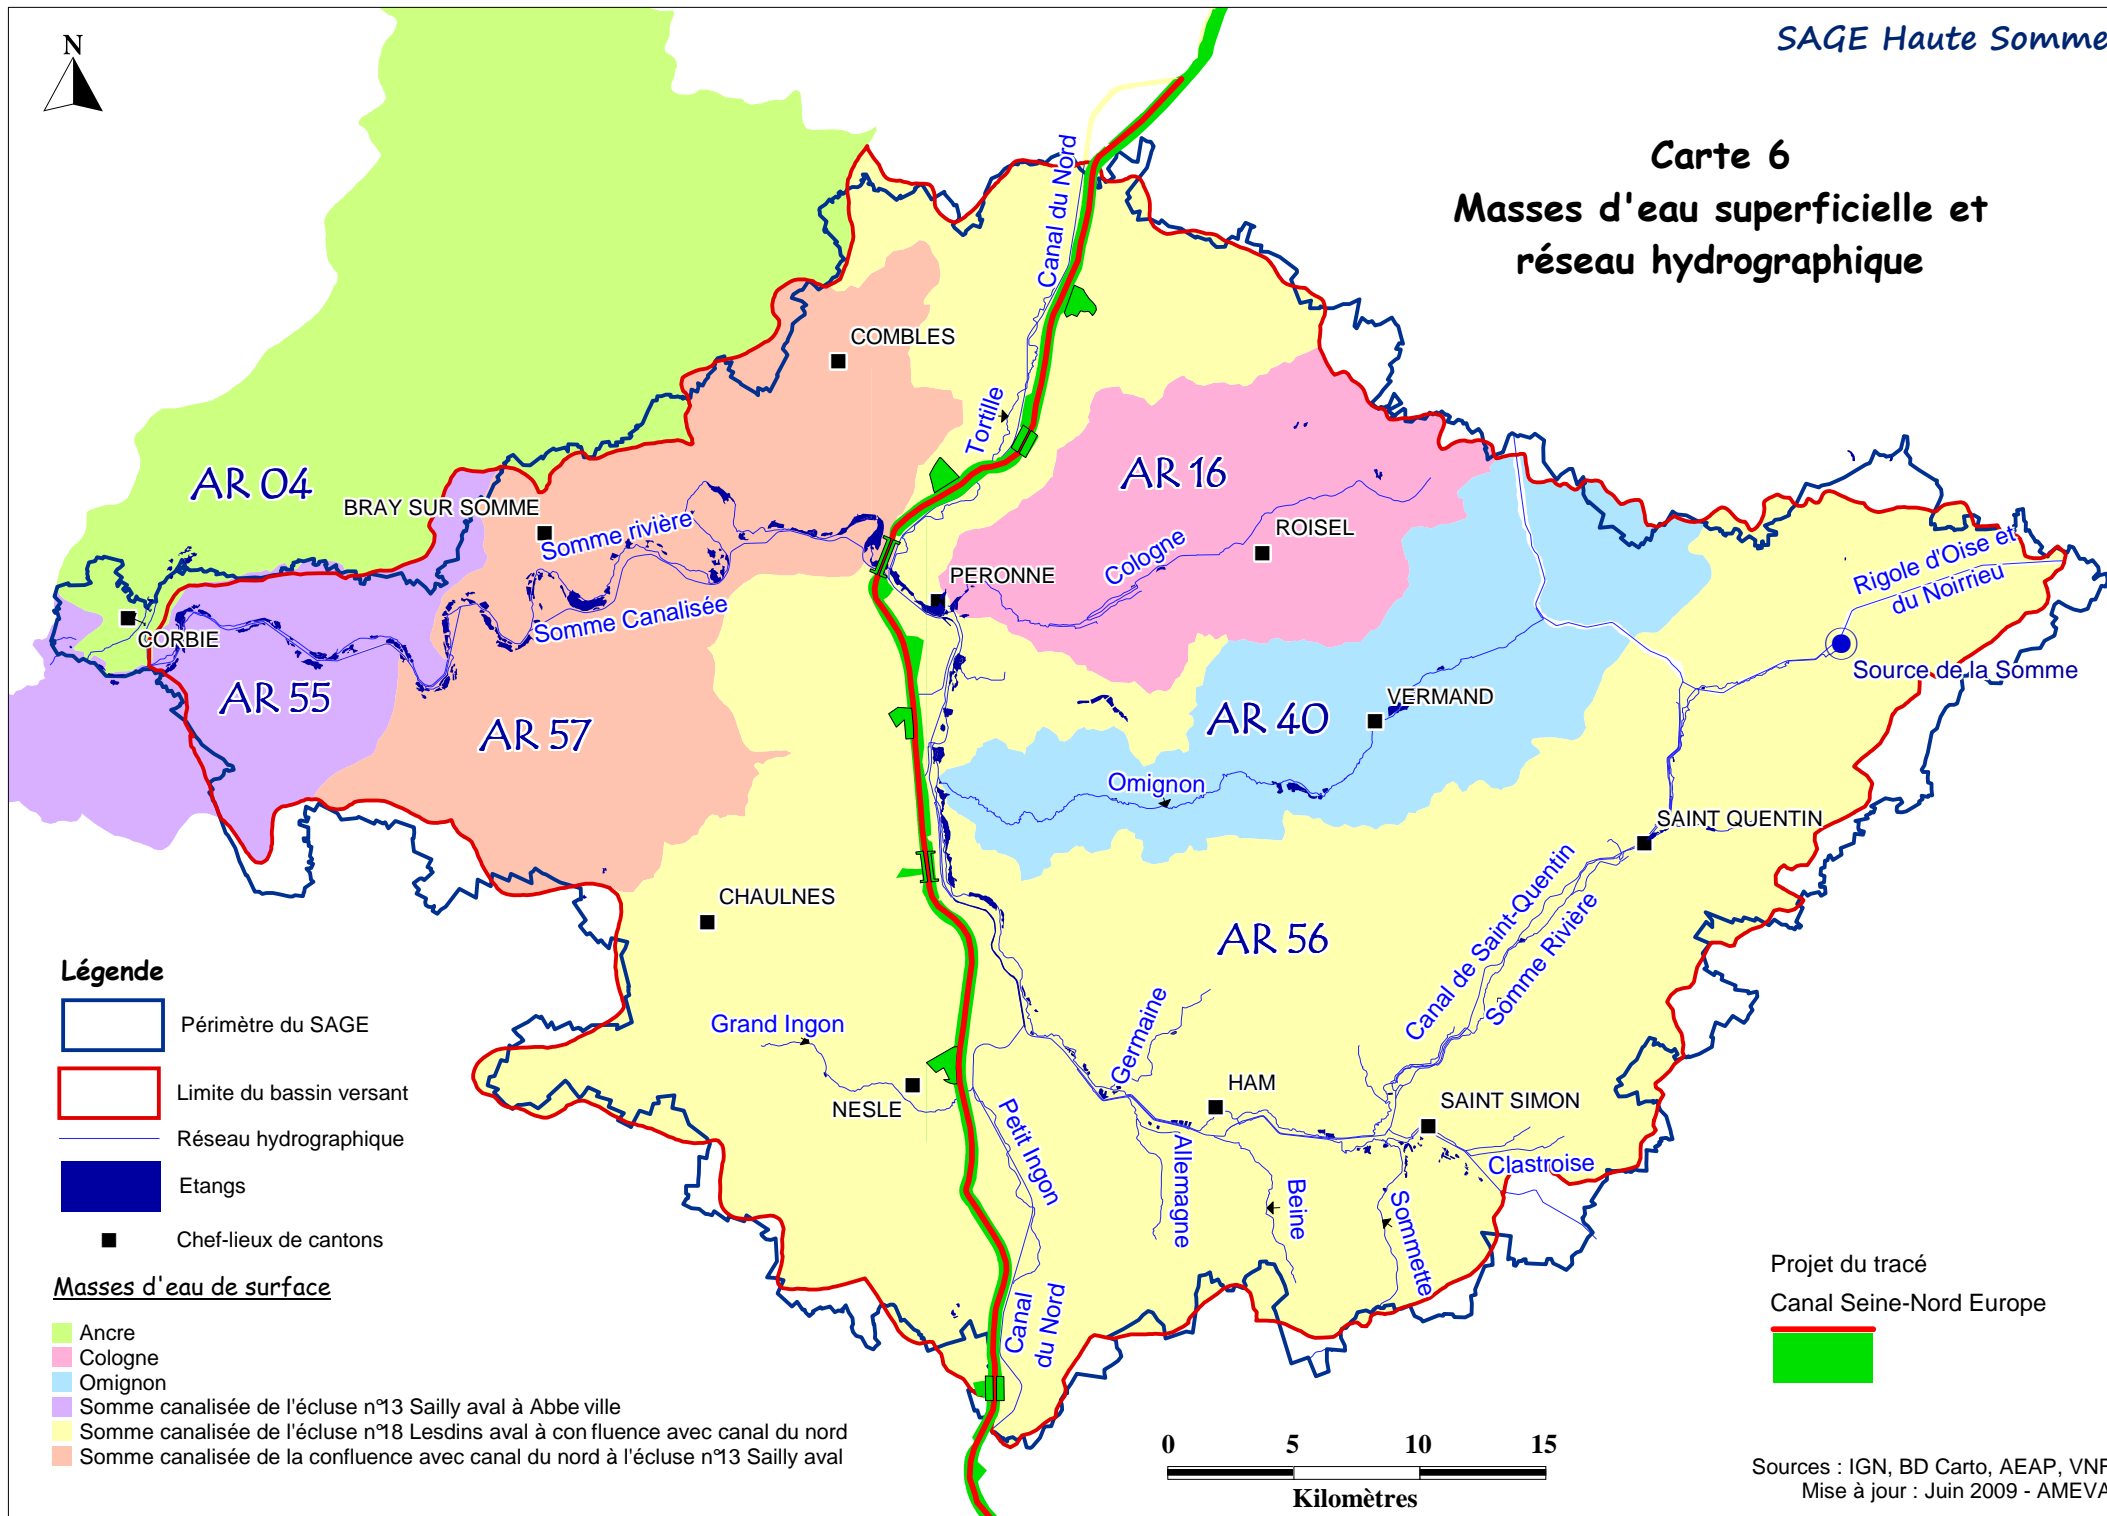 SAGE Haute Somme
N
Carte 6
Masses d'eau superficielle et
réseau hydrographique
Canal du Nord
COMBLES
Tortille
AR 04
AR 16
BRAY SUR SOMME
Somme rivière
ROISEL
Cologne
PERONNE
Rigole d'Oise et
du Noirrieu
Somme Canalisée
CORBIE
Source de la Somme
AR 55
VERMAND
AR 40
AR 57
Omignon
SAINT QUENTIN
CHAULNES
Canal de Saint-Quentin
Somme Rivière
AR 56
Légende
Périmètre du SAGE
Limite du bassin versant
Réseau hydrographique
Etangs
Chef-lieux de cantons
Grand Ingon
Germaine
NESLE
HAM
SAINT SIMON
Petit Ingon
Allemagne
Beine
Clastroise
Sommette
Canal
du Nord
Masses d'eau de surface
Ancre
Cologne
Omignon
Somme canalisée de l'écluse n°13 Sailly aval à Abbe ville
Somme canalisée de l'écluse n°18 Lesdins aval à con fluence avec canal du nord
Somme canalisée de la confluence avec canal du nord à l'écluse n°13 Sailly aval
Projet du tracé
Canal Seine-Nord Europe
0 5 10 15
Kilomètres
Sources : IGN, BD Carto, AEAP, VNF
Mise à jour : Juin 2009 - AMEVA